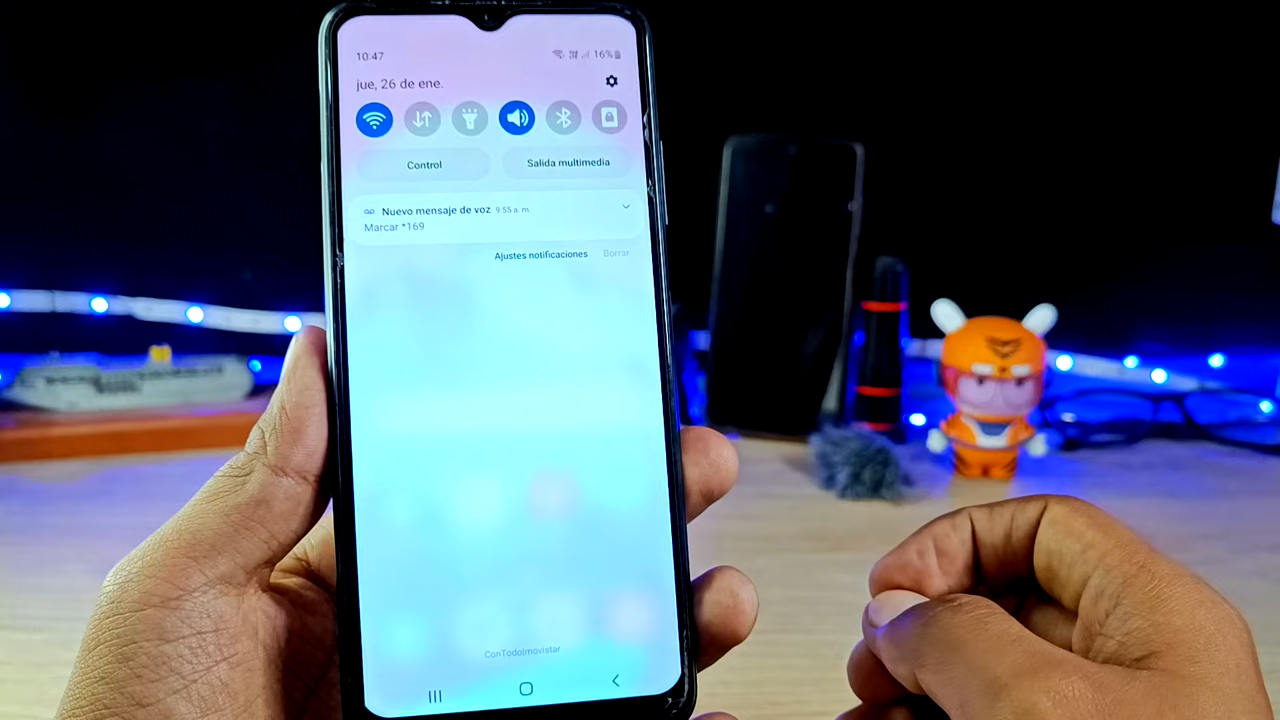 10:47
16%
jue, 26 de ene.
Control
Salida multimedia
Nuevo mensaje de voz 9:55 a. m.
Marcar *169
Ajustes notificaciones
Borrar
ConTodo|movistar